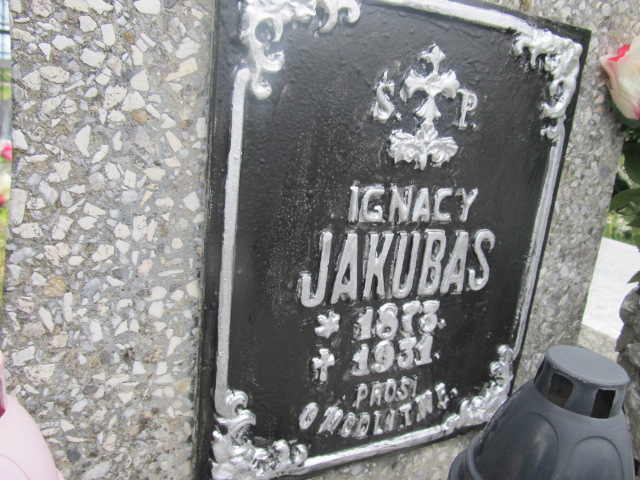 S. P.
IGNACY
JAKUBAS
* 1873.
† 1931.
PROSI
O MODLITWE.